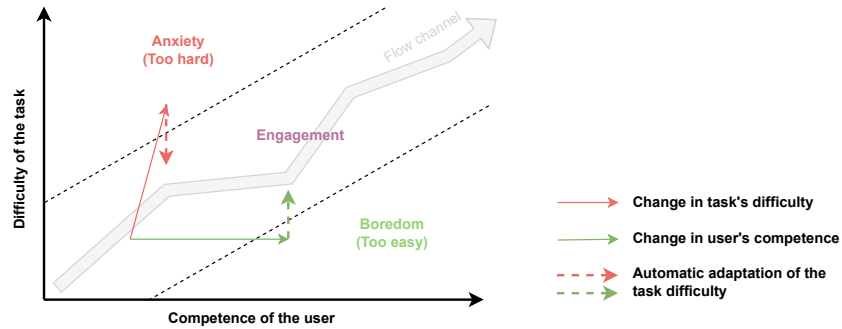 Anxiety
(Too hard)
Flow channel
Engagement
Boredom
(Too easy)
Difficulty of the task
Competence of the user
Change in task's difficulty
Change in user's competence
Automatic adaptation of the
task difficulty